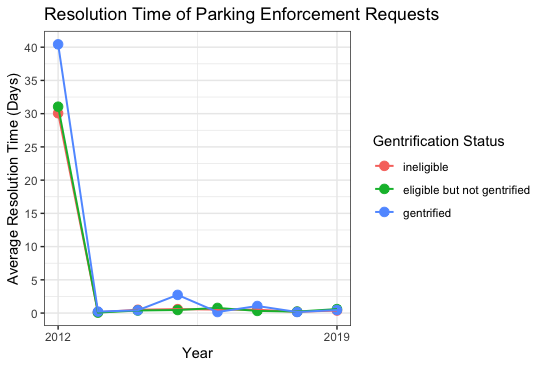 Resolution Time of Parking Enforcement Requests
Average Resolution Time (Days)
40
35
30
25
20
15
10
5
0
2012
2019
Year
Gentrification Status
ineligible
eligible but not gentrified
gentrified